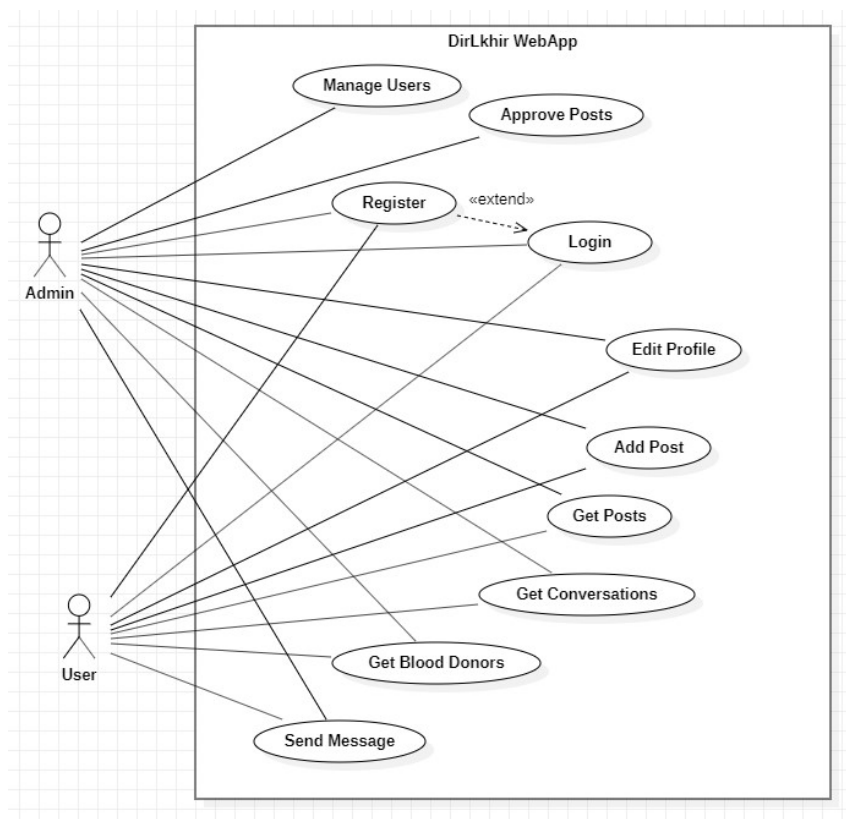 DirLkhir WebApp
Manage Users
Approve Posts
Register
«extend»
Login
Admin
Edit Profile
Add Post
Get Posts
Get Conversations
User
Get Blood Donors
Send Message